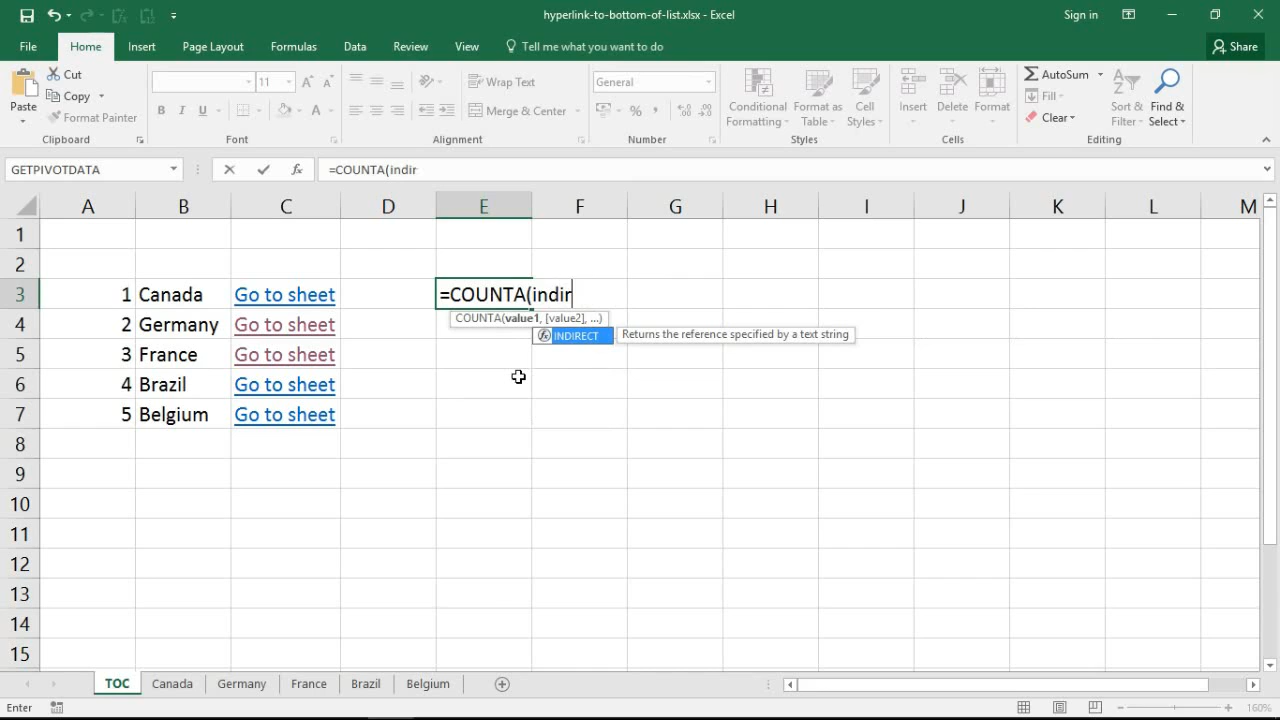 hyperlink-to-bottom-of-list.xlsx - Excel
Sign in
File Home Insert Page Layout Formulas Data Review View Tell me what you want to do Share
Paste
Cut
Copy
Format Painter
Clipboard
11
B I U
Font
Wrap Text
Merge & Center
Alignment
General
%
Number
Conditional Formatting
Format as Table
Cell Styles
Styles
Insert
Delete
Format
Cells
AutoSum
Fill
Clear
Sort & Filter
Find & Select
Editing
GETPIVOTDATA fx =COUNTA(indir
A B C D E F G H I J K L M
1
2
3 1 Canada Go to sheet =COUNTA(indir
COUNTA(value1, [value2], ...)
4 2 Germany Go to sheet
INDIRECT Returns the reference specified by a text string
5 3 France Go to sheet
6 4 Brazil Go to sheet
7 5 Belgium Go to sheet
8
9
10
11
12
13
14
15
TOC Canada Germany France Brazil Belgium
Enter
160%